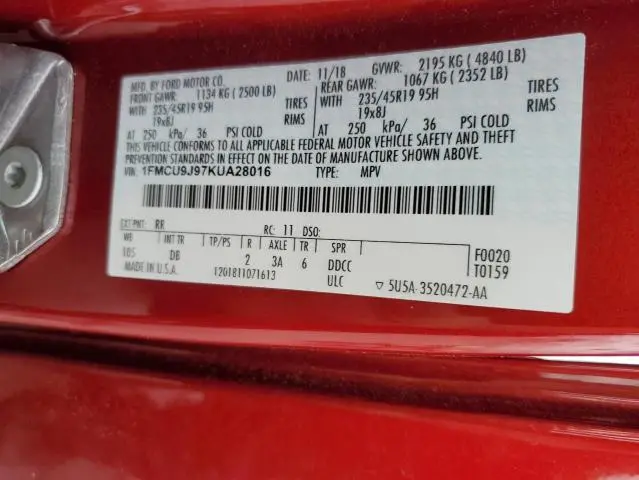 MFD. BY FORD MOTOR CO.
DATE: 11/18 GVWR: 2195 KG ( 4840 LB)
FRONT GAWR: 1134 KG ( 2500 LB) REAR GAWR: 1067 KG ( 2352 LB)
WITH 235/45R19 95H TIRES WITH 235/45R19 95H TIRES
19x8J RIMS 19x8J RIMS
AT 250 kPa/ 36 PSI COLD AT 250 kPa/ 36 PSI COLD
THIS VEHICLE CONFORMS TO ALL APPLICABLE FEDERAL MOTOR VEHICLE SAFETY AND THEFT
PREVENTION STANDARDS IN EFFECT ON THE DATE OF MANUFACTURE SHOWN ABOVE.
VIN: 1FMCU9J97KUA28016 TYPE: MPV
EXT PNT: RR RC: 11 DSO:
WB INT TR TP/PS R AXLE TR SPR F0020
105 DB 2 3A 6 DDCC T0159
MADE IN U.S.A. 1201811071613 ULC ▽ 5U5A-3520472-AA